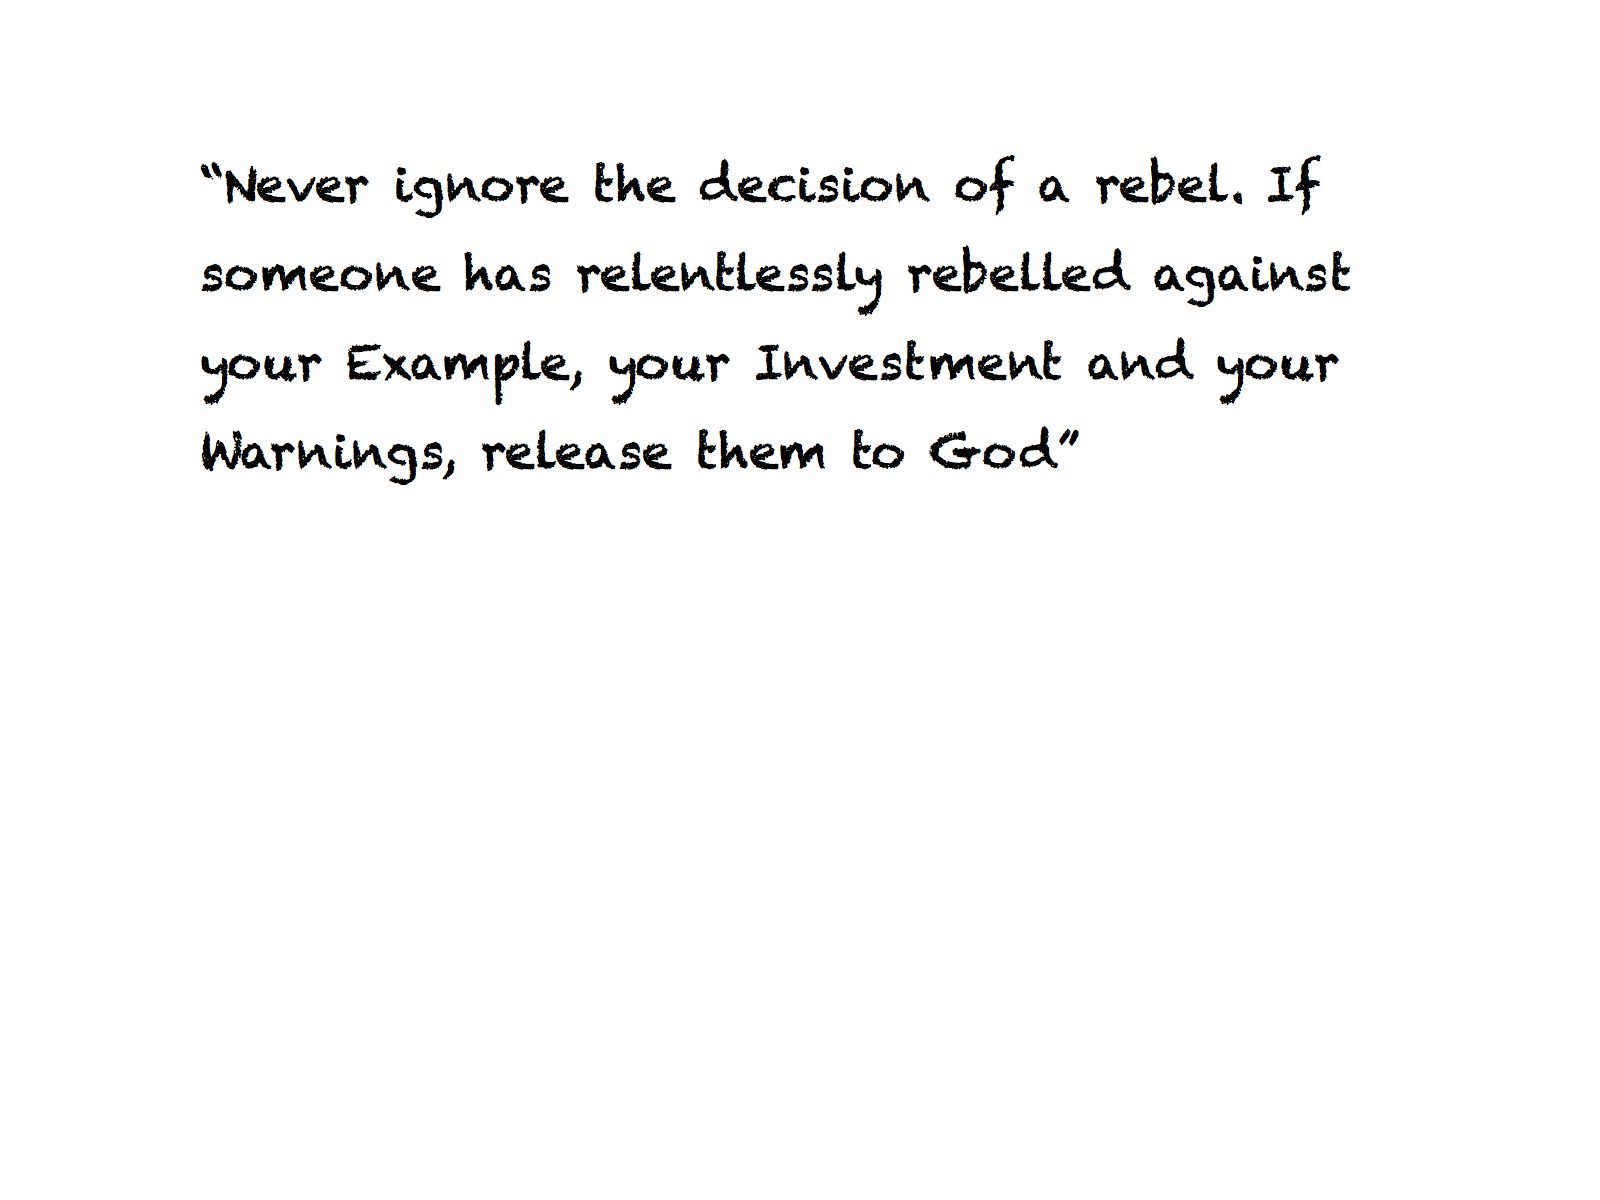 “Never ignore the decision of a rebel. If
someone has relentlessly rebelled against
your Example, your Investment and your
Warnings, release them to God”